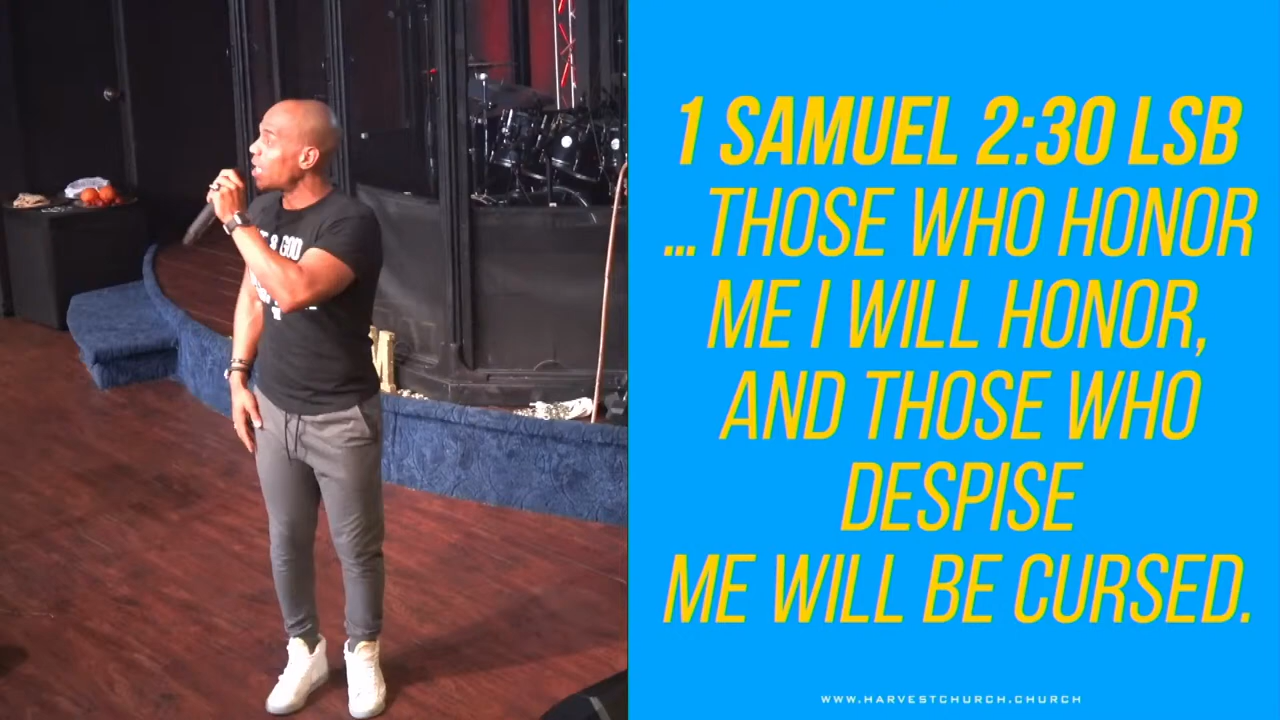 & GOD
1 SAMUEL 2:30 LSB
...THOSE WHO HONOR
ME I WILL HONOR,
AND THOSE WHO
DESPISE
ME WILL BE CURSED.
WWW.HARVESTCHURCH.CHURCH